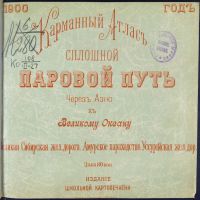 1900 ГОДЪ
Карманный Атласъ
СПЛОШНОЙ
ПАРОВОЙ ПУТЬ
Черезъ Азію
къ
Великому Океану
Сибирская жел. дорога, Амурское пароходство Уссурійская жел. дор.
ИЗДАНІЕ
ШКОЛЬНОЙ КАРТОПЕЧАТНИ